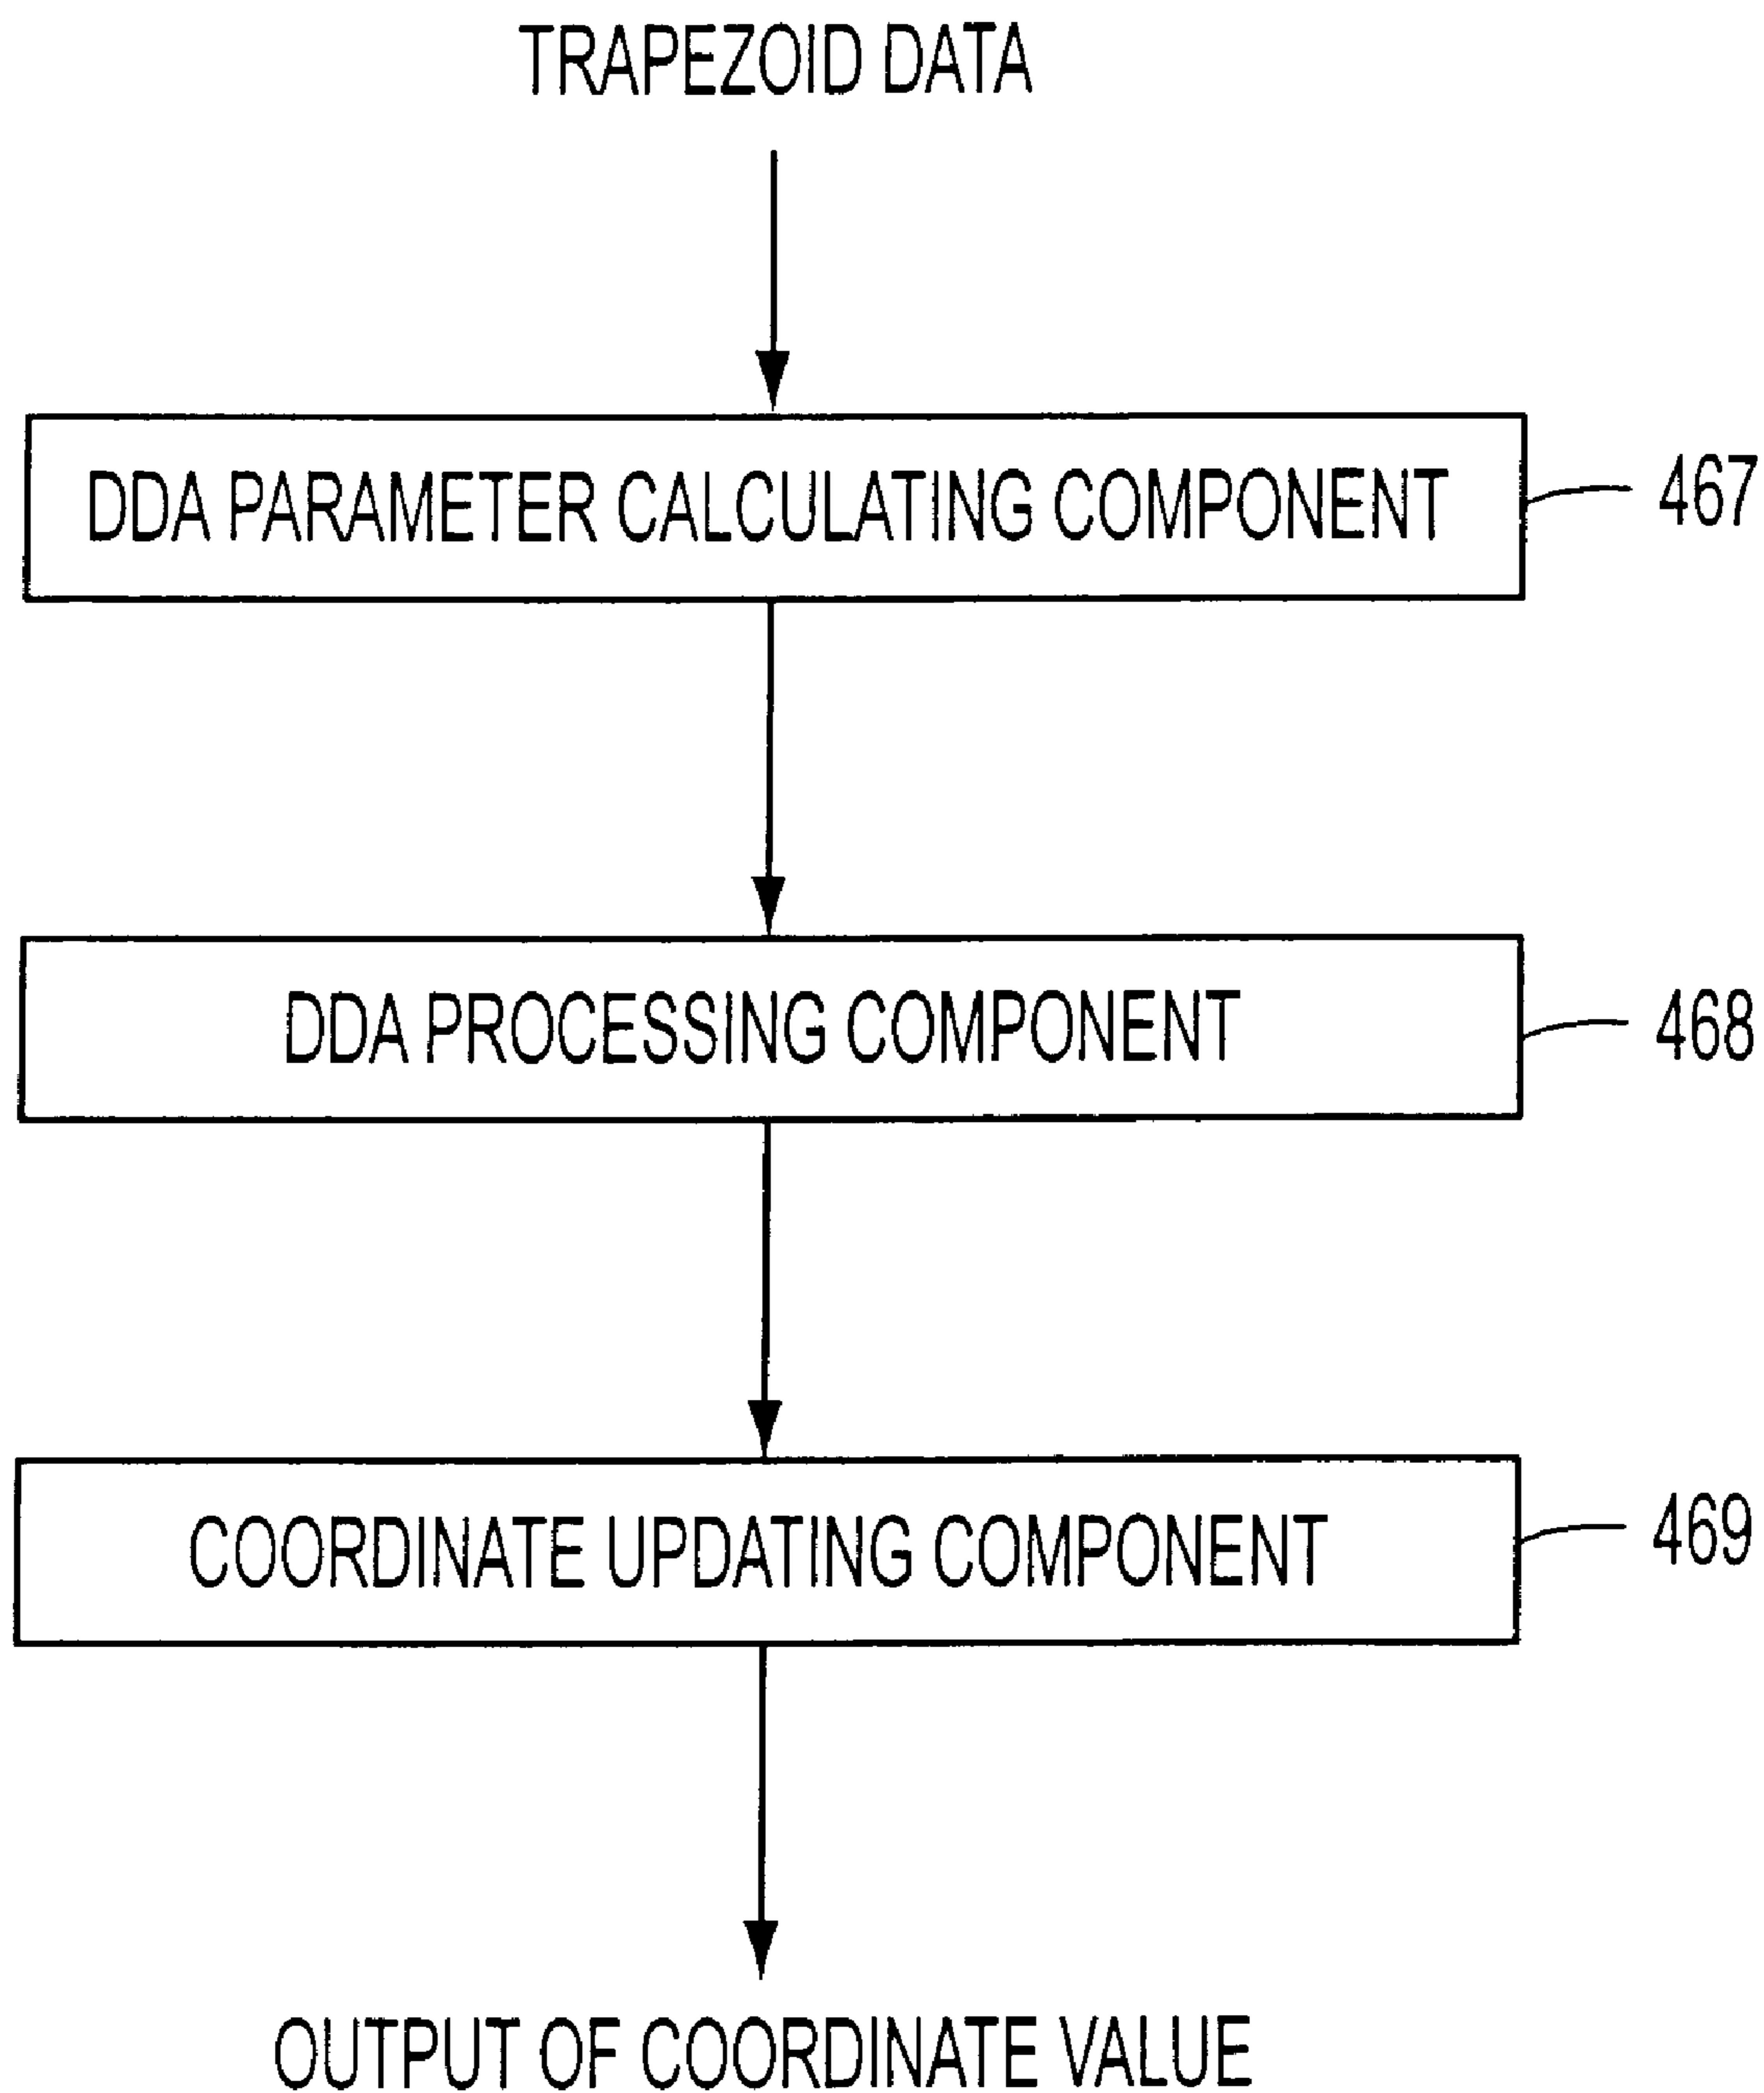 TRAPEZOID DATA
DDA PARAMETER CALCULATING COMPONENT
467
DDA PROCESSING COMPONENT
468
COORDINATE UPDATING COMPONENT
469
OUTPUT OF COORDINATE VALUE